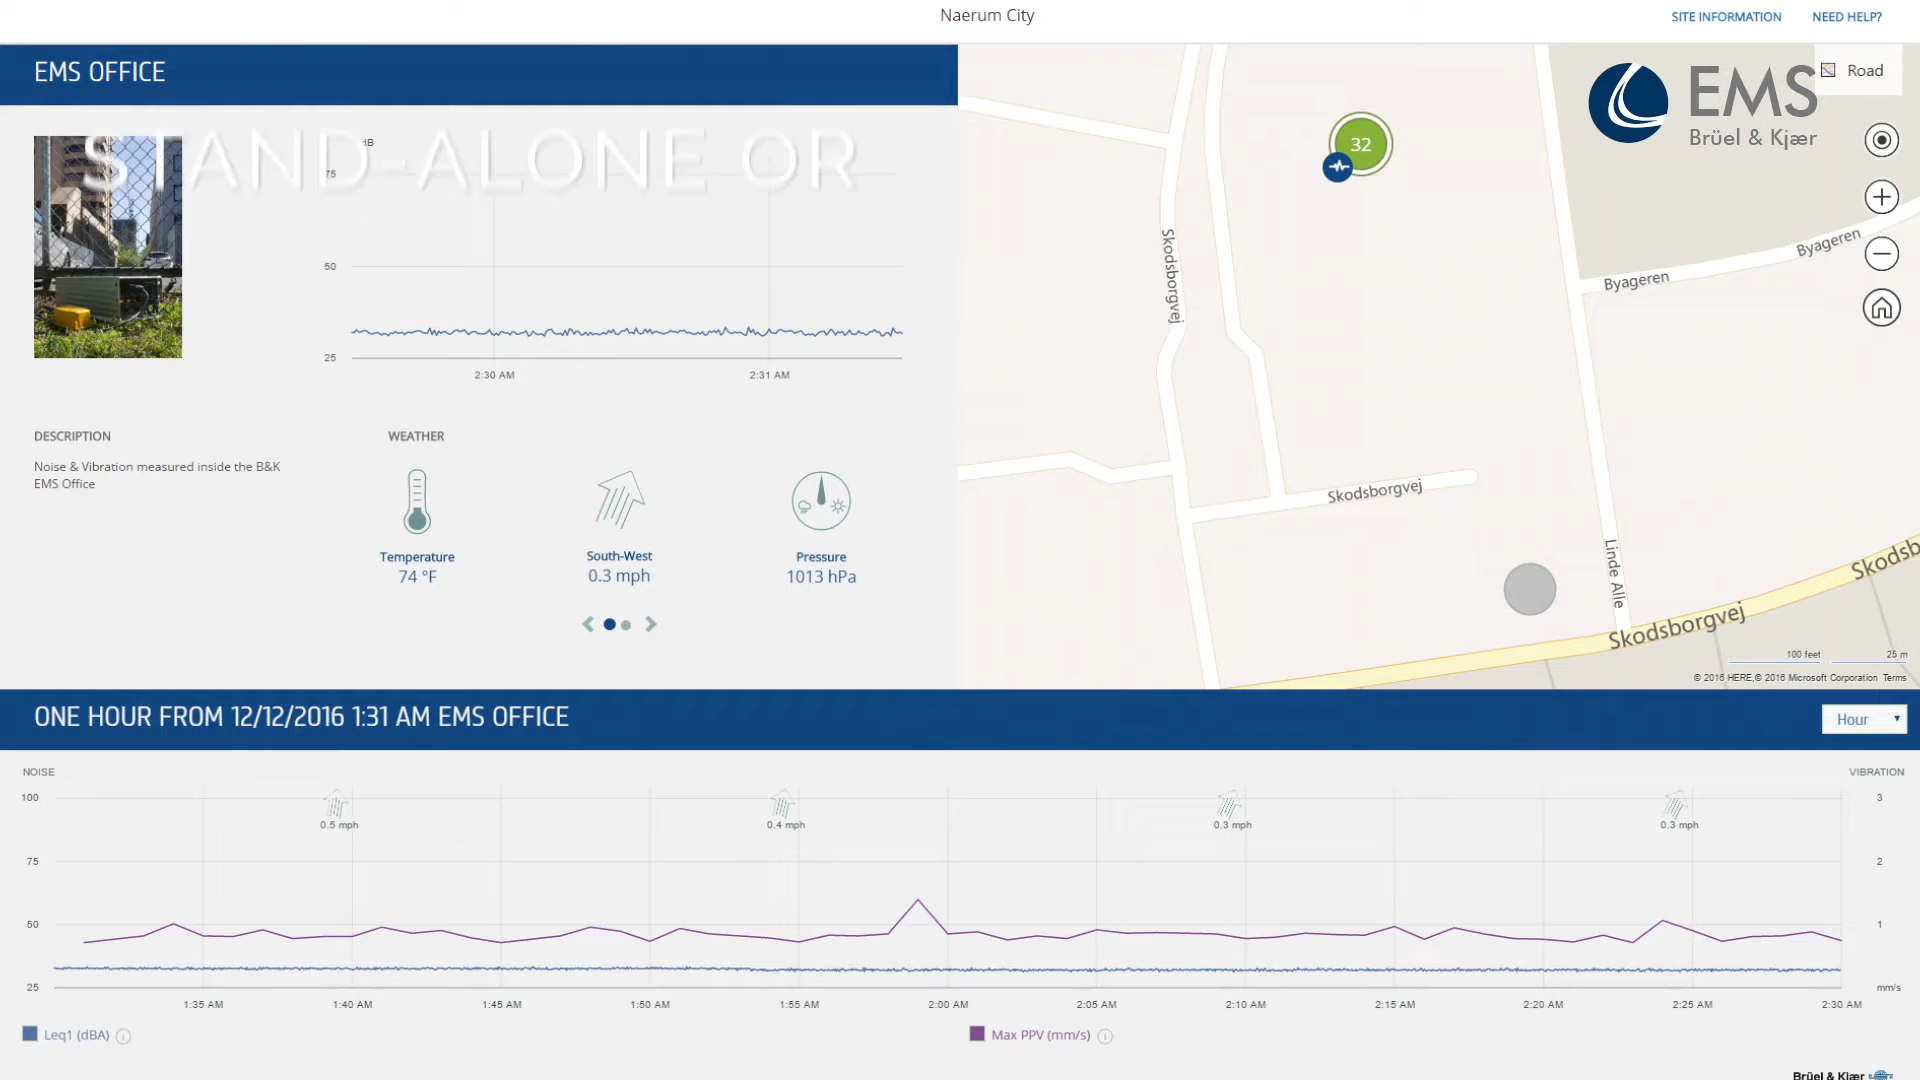 Naerum City
SITE INFORMATION
NEED HELP?
EMS OFFICE
STAND-ALONE OR
75
50
25
2:30 AM
2:31 AM
DESCRIPTION
Noise & Vibration measured inside the B&K
EMS Office
WEATHER
Temperature
74 °F
South-West
0.3 mph
Pressure
1013 hPa
EMS
Brüel & Kjær
Road
32
Skodsborgvej
Byageren
Byageren
Skodsborgvej
Linde Alle
Skodsborgvej
Skodsb
100 feet
25 m
© 2016 HERE,© 2016 Microsoft Corporation Terms
ONE HOUR FROM 12/12/2016 1:31 AM EMS OFFICE
Hour
NOISE
VIBRATION
100
75
50
25
0.5 mph
0.4 mph
0.3 mph
0.3 mph
3
2
1
mm/s
1:35 AM
1:40 AM
1:45 AM
1:50 AM
1:55 AM
2:00 AM
2:05 AM
2:10 AM
2:15 AM
2:20 AM
2:25 AM
2:30 AM
Leq1 (dBA)
Max PPV (mm/s)
Brüel & Kjær